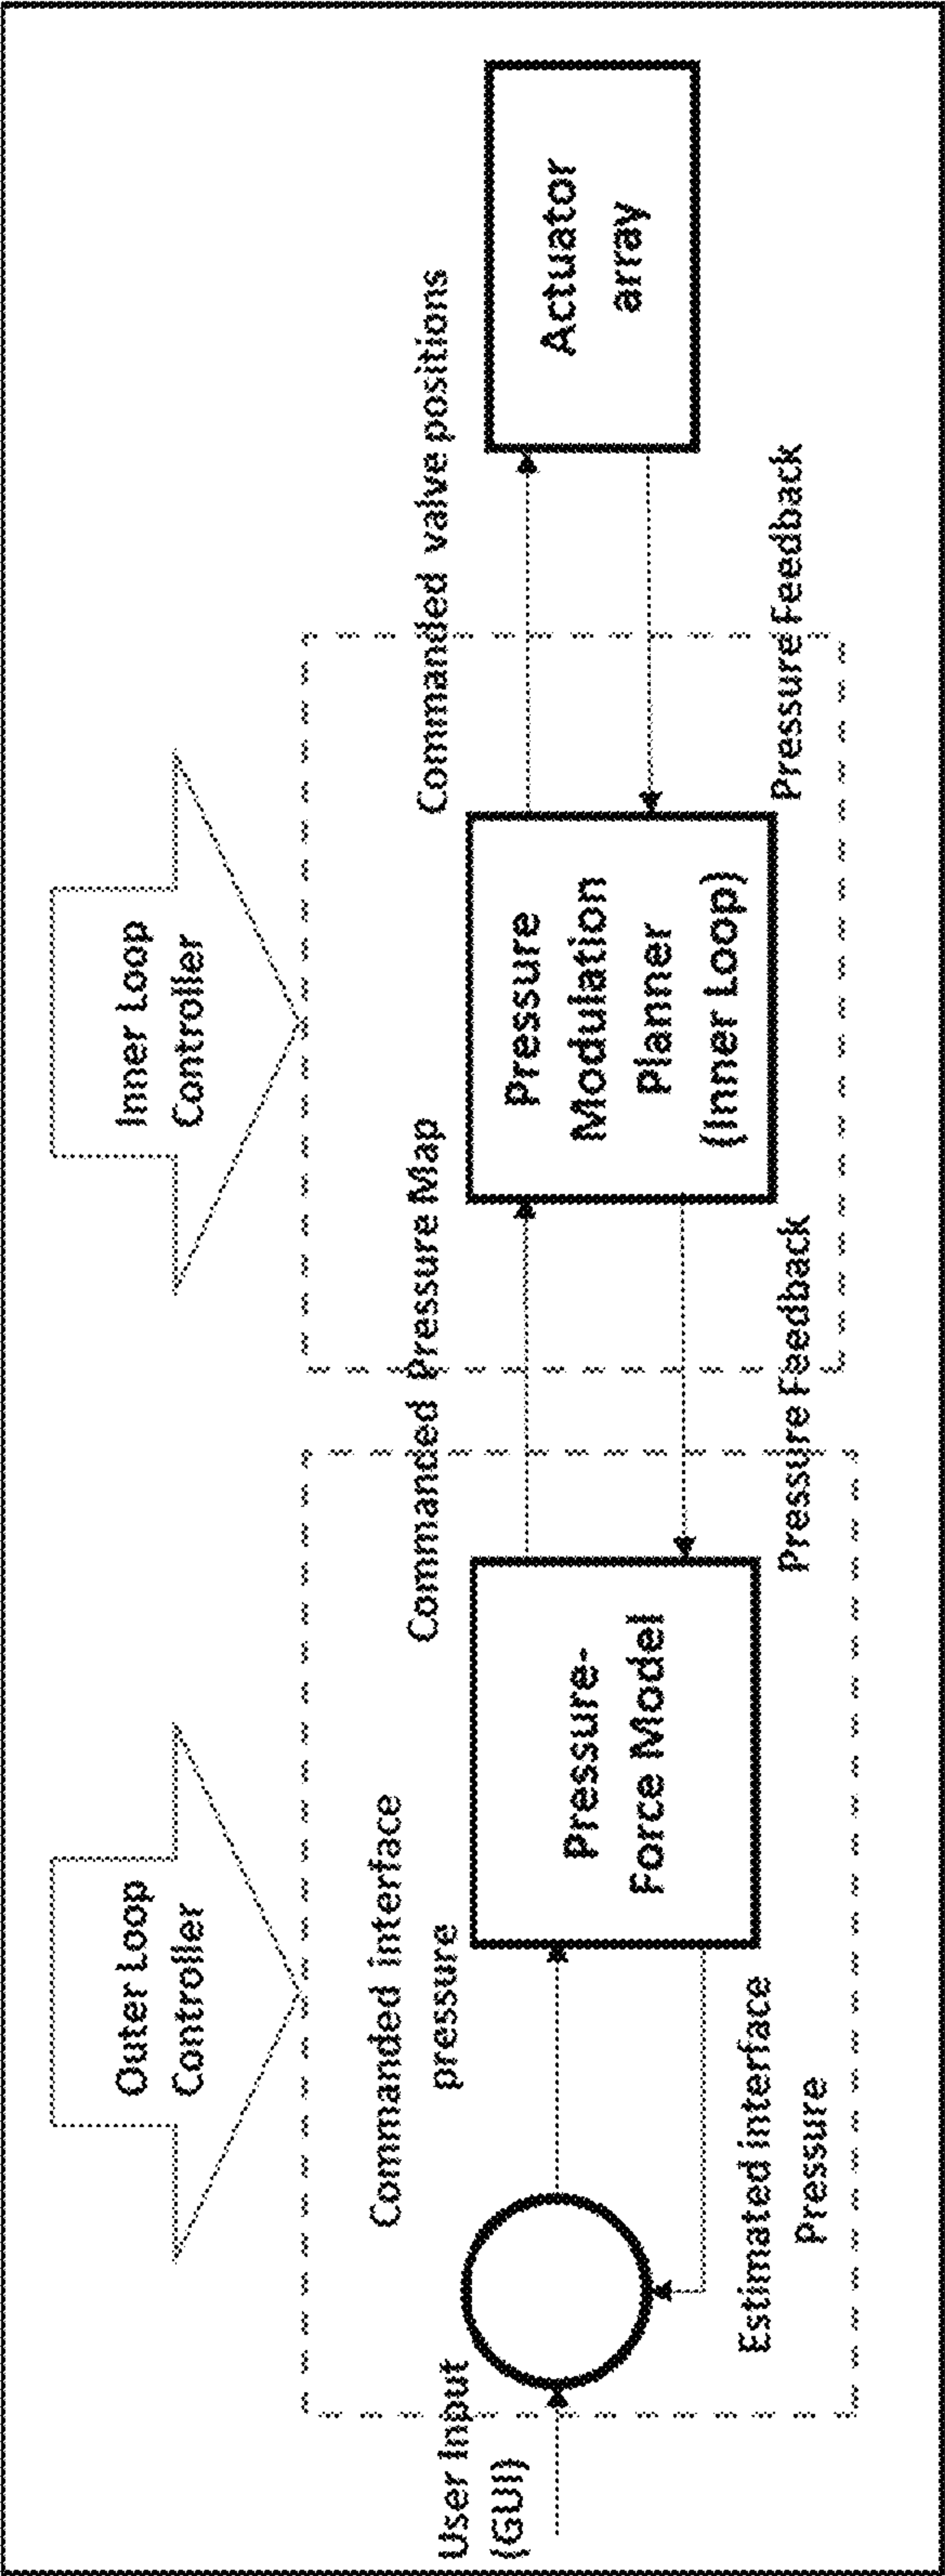 Outer Loop
Controller
Inner Loop
Controller
User Input
(GUI)
Commanded interface
pressure
Estimated interface
Pressure
Pressure-
Force Model
Commanded Pressure Map
Pressure Feedback
Pressure
Modulation
Planner
(Inner Loop)
Commanded valve positions
Pressure Feedback
Actuator
array